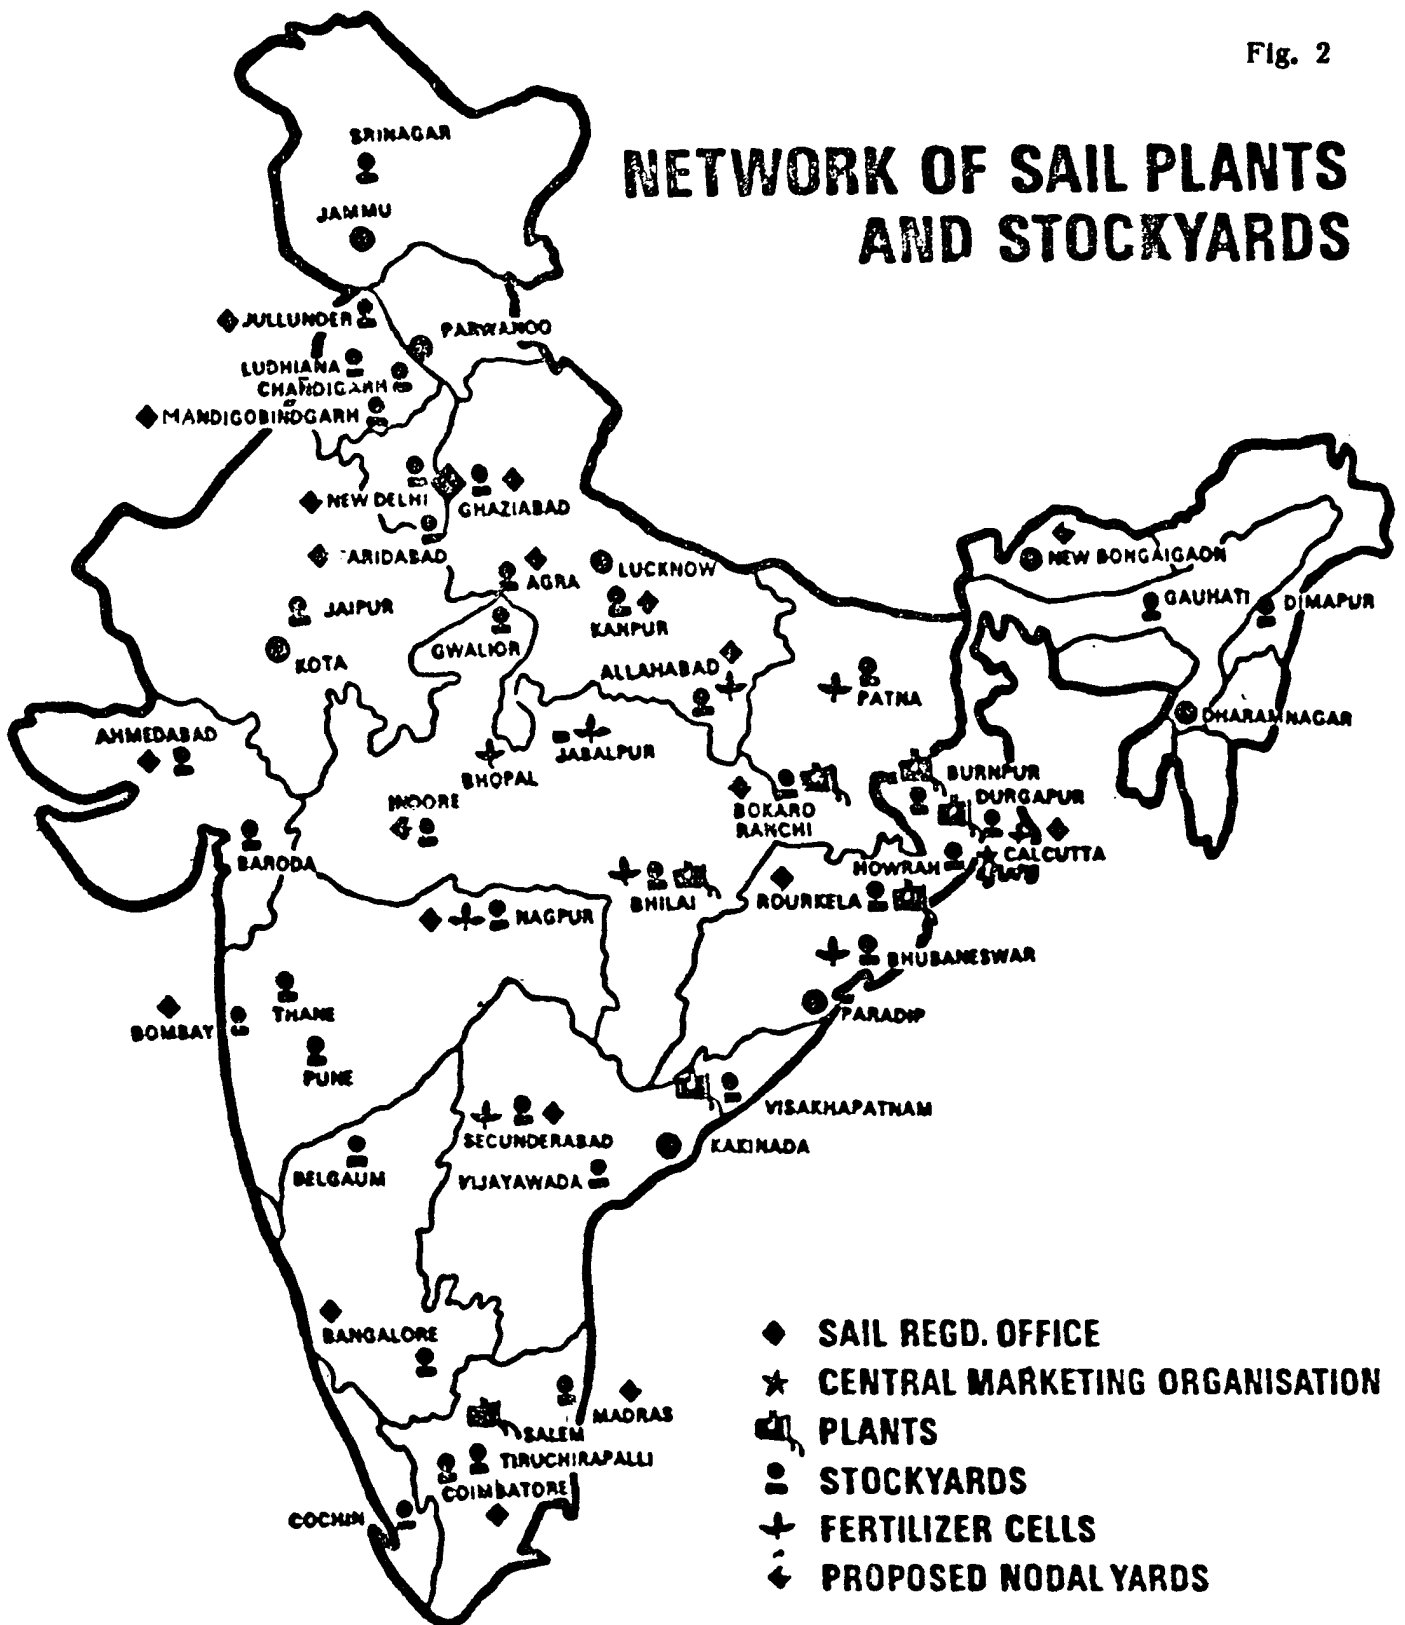 Fig. 2
NETWORK OF SAIL PLANTS
AND STOCKYARDS
SRINAGAR
JAMMU
JULLUNDER
PARWANOO
LUDHIANA
CHANDIGARH
MANDIGOBINDGARH
NEW DELHI
GHAZIABAD
FARIDABAD
AGRA
LUCKNOW
NEW BONGAIGAON
JAIPUR
KANPUR
GAUHATI
DIMAPUR
GWALIOR
KOTA
ALLAHABAD
PATNA
DHARAMNAGAR
AHMEDABAD
JABALPUR
BHOPAL
BURNPUR
DURGAPUR
INDORE
BOKARO
RANCHI
CALCUTTA
BARODA
HOWRAH
BHILAI
ROURKELA
NAGPUR
BHUBANESWAR
THANE
PARADIP
BOMBAY
PUNE
VISAKHAPATNAM
SECUNDERABAD
KAKINADA
BELGAUM
VIJAYAWADA
BANGALORE
MADRAS
SALEM
TIRUCHIRAPALLI
COIMBATORE
COCHIN
SAIL REGD. OFFICE
CENTRAL MARKETING ORGANISATION
PLANTS
STOCKYARDS
FERTILIZER CELLS
PROPOSED NODAL YARDS